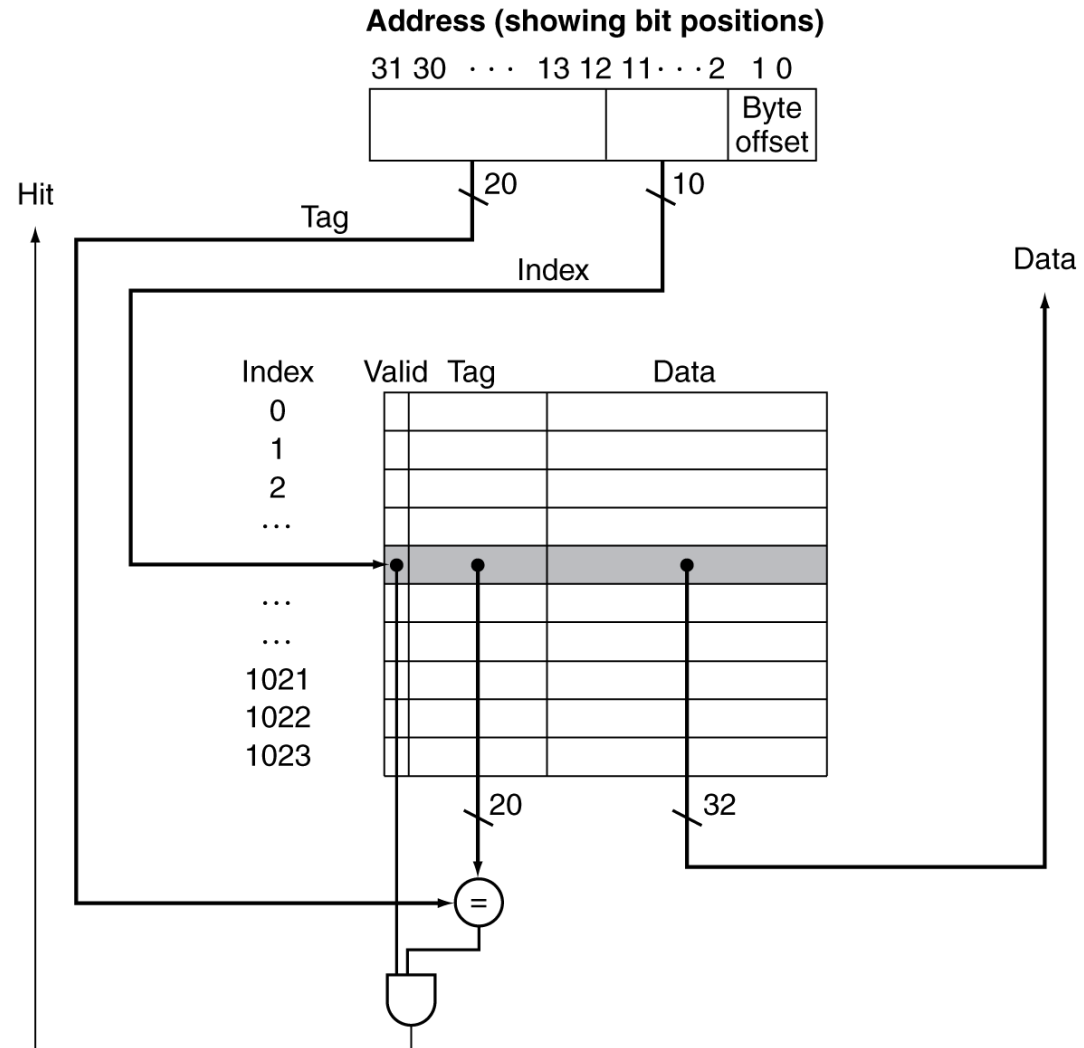 Address (showing bit positions)
31 30 · · · 13 12 11 · · · 2 1 0
Byte
offset
20 10
Hit
Tag
Index
Data
Index Valid Tag Data
0
1
2
...
...
...
1021
1022
1023
20 32
=